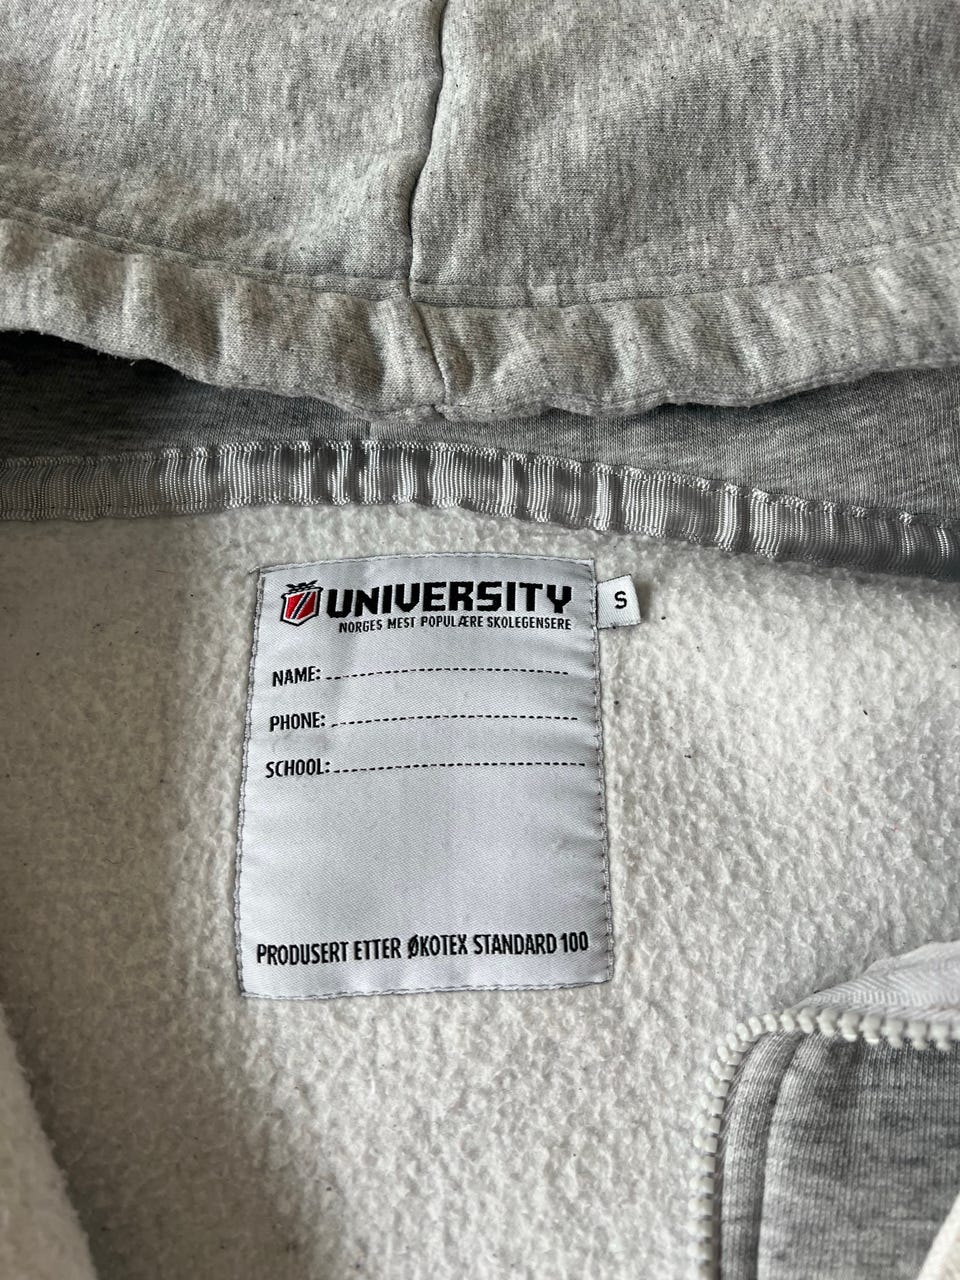 UNIVERSITY
NORGES MEST POPULÆRE SKOLEGENSERE
S
NAME:
PHONE:
SCHOOL:
PRODUSERT ETTER ØKOTEX STANDARD 100